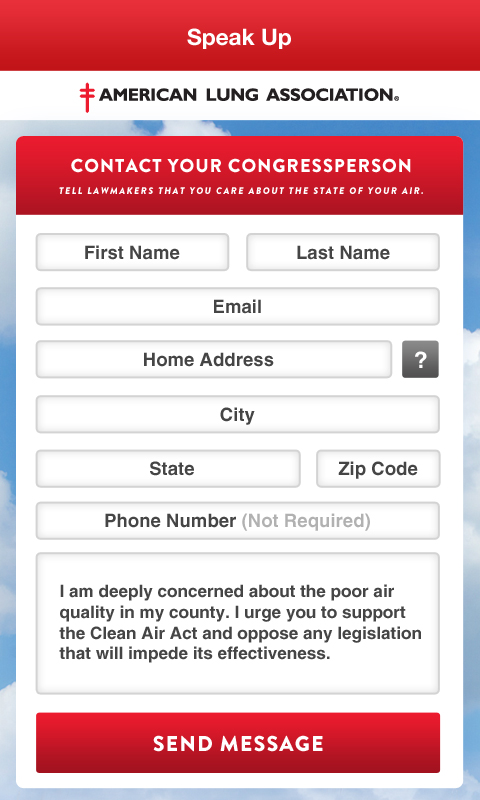 Speak Up
AMERICAN LUNG ASSOCIATION®
CONTACT YOUR CONGRESSPERSON
TELL LAWMAKERS THAT YOU CARE ABOUT THE STATE OF YOUR AIR.
First Name Last Name
Email
Home Address ?
City
State Zip Code
Phone Number (Not Required)
I am deeply concerned about the poor air
quality in my county. I urge you to support
the Clean Air Act and oppose any legislation
that will impede its effectiveness.
SEND MESSAGE